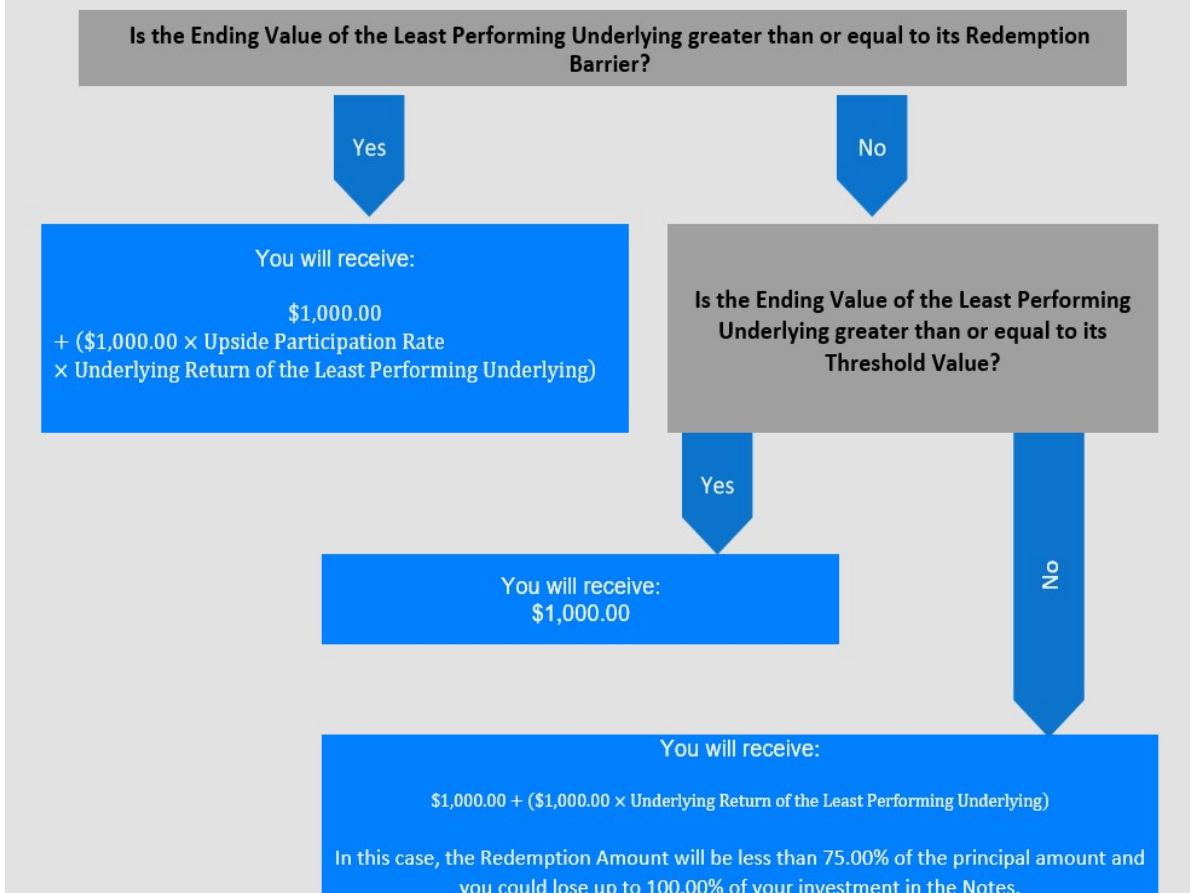 Is the Ending Value of the Least Performing Underlying greater than or equal to its Redemption
Barrier?
Yes
No
You will receive:
$1,000.00
+ ($1,000.00 × Upside Participation Rate
× Underlying Return of the Least Performing Underlying)
Is the Ending Value of the Least Performing
Underlying greater than or equal to its
Threshold Value?
Yes
No
You will receive:
$1,000.00
You will receive:
$1,000.00 + ($1,000.00 × Underlying Return of the Least Performing Underlying)
In this case, the Redemption Amount will be less than 75.00% of the principal amount and
you could lose up to 100.00% of your investment in the Notes.